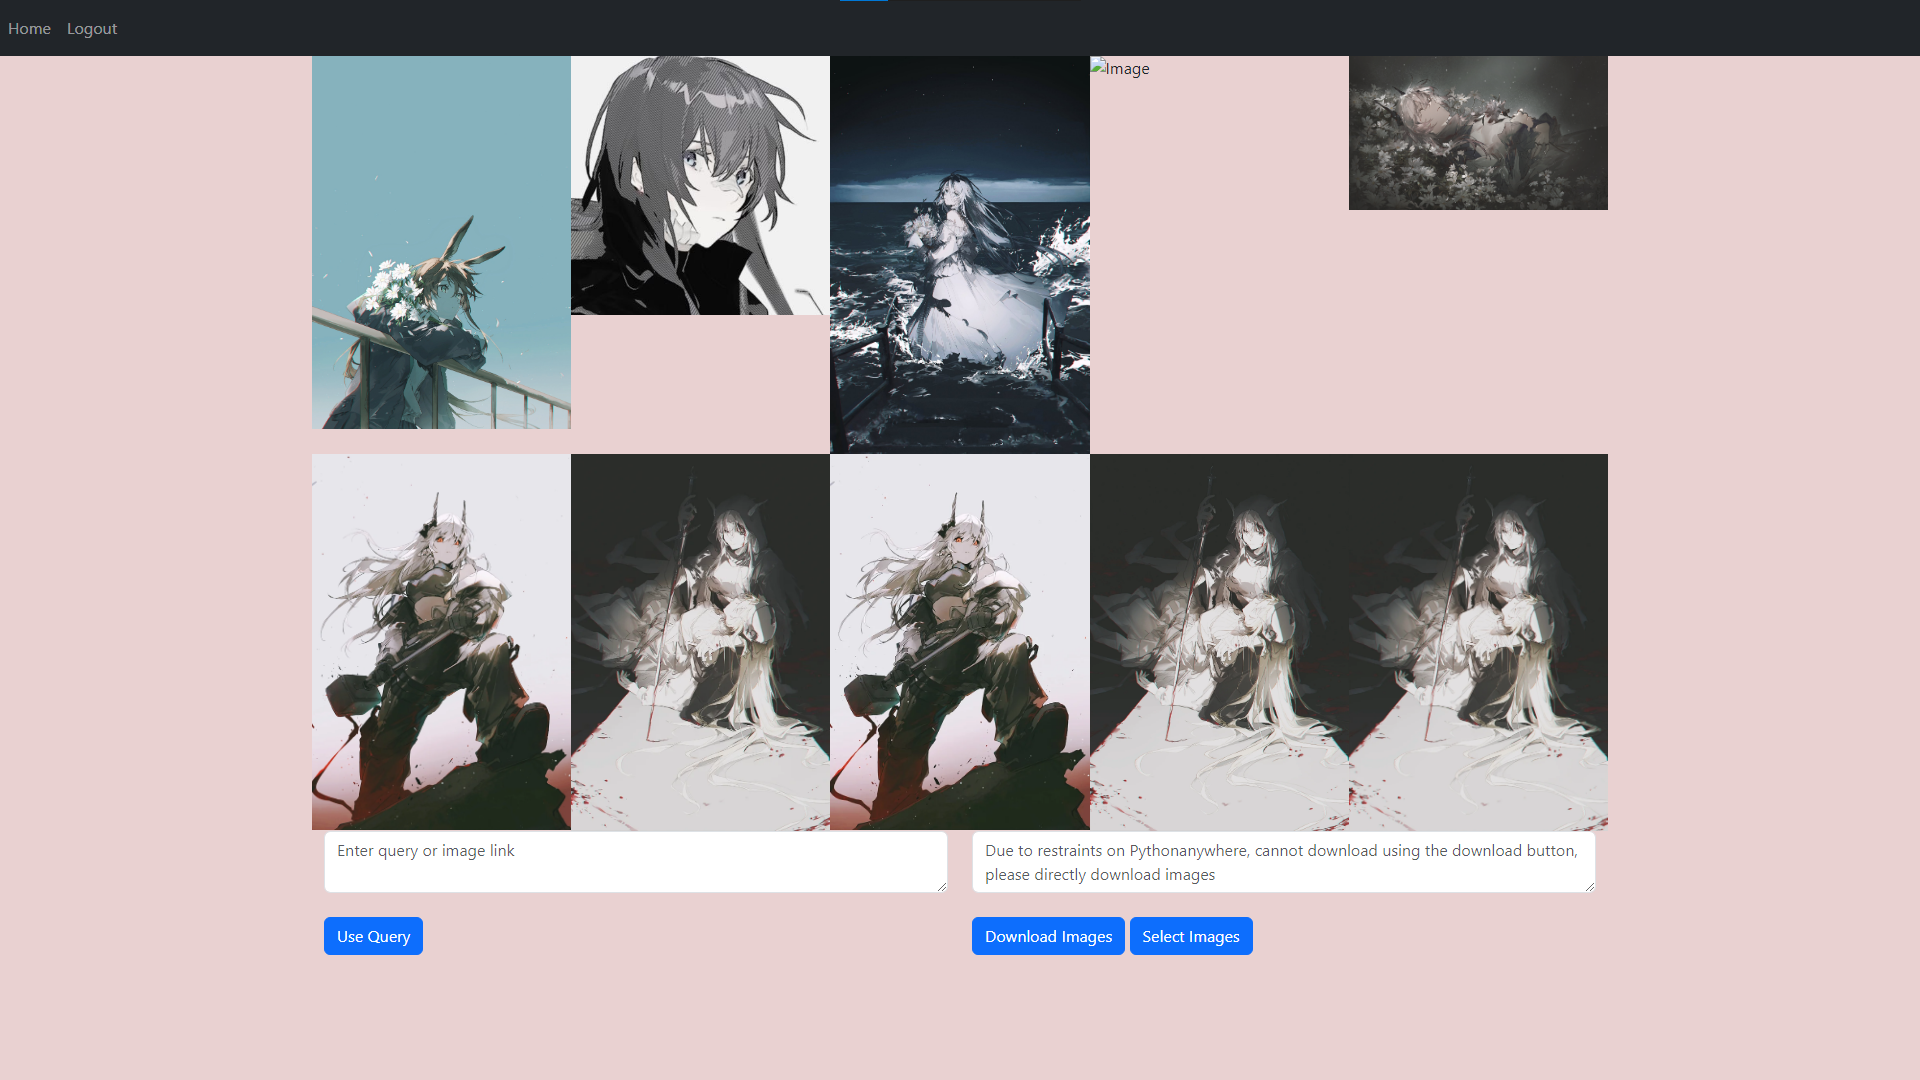 Home Logout
Image
Enter query or image link
Due to restraints on Pythonanywhere, cannot download using the download button,
please directly download images
Use Query
Download Images Select Images